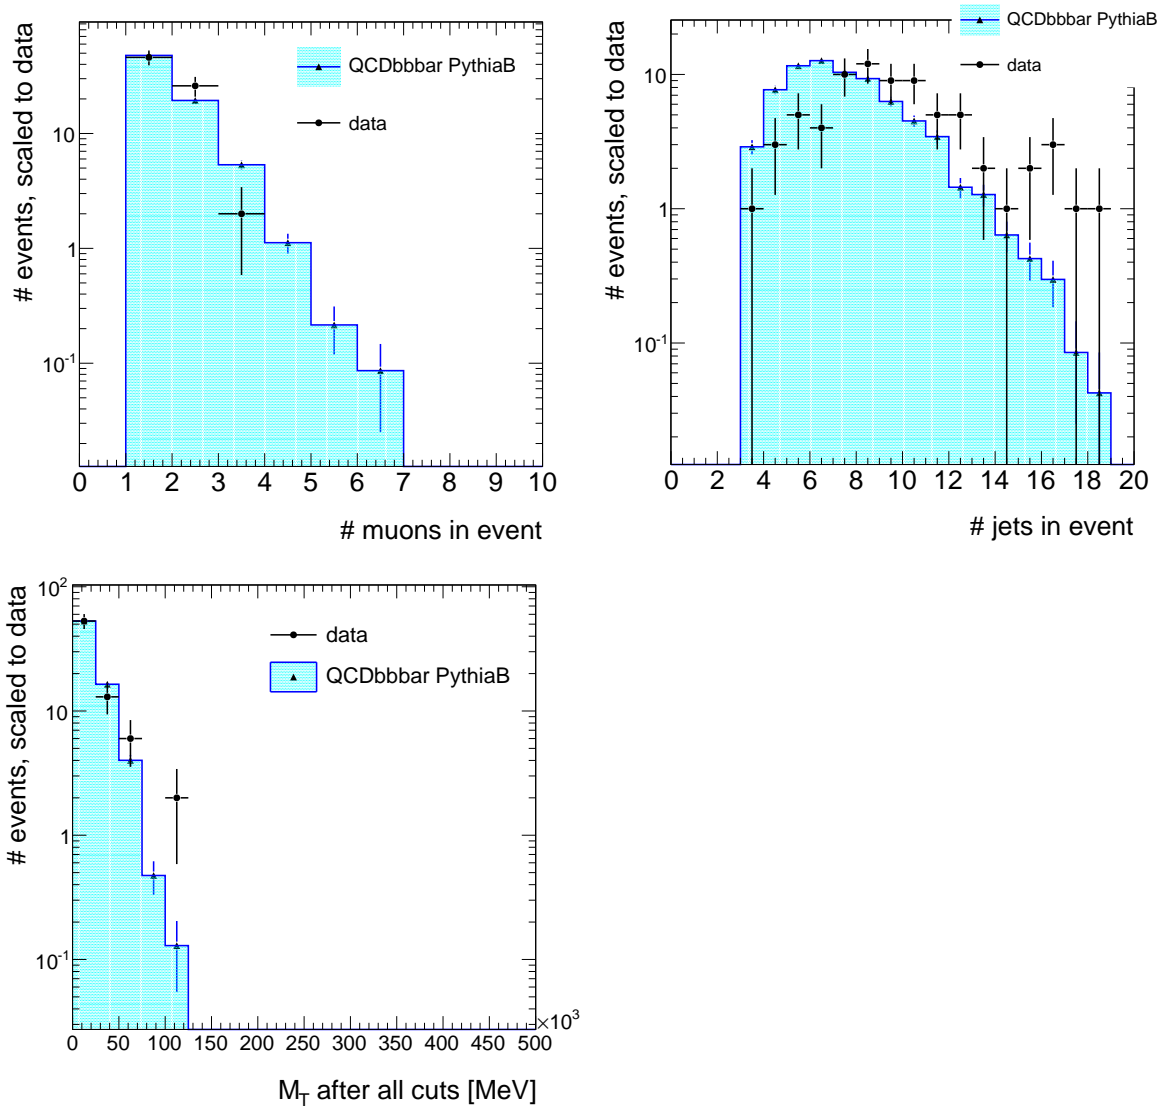 # events, scaled to data
10
1
10-1
QCDbbbar PythiaB
data
0 1 2 3 4 5 6 7 8 9 10
# muons in event
# events, scaled to data
10
1
10-1
QCDbbbar PythiaB
data
0 2 4 6 8 10 12 14 16 18 20
# jets in event
# events, scaled to data
10²
10
1
10-1
data
QCDbbbar PythiaB
0 50 100 150 200 250 300 350 400 450 500
×10³
M_T after all cuts [MeV]